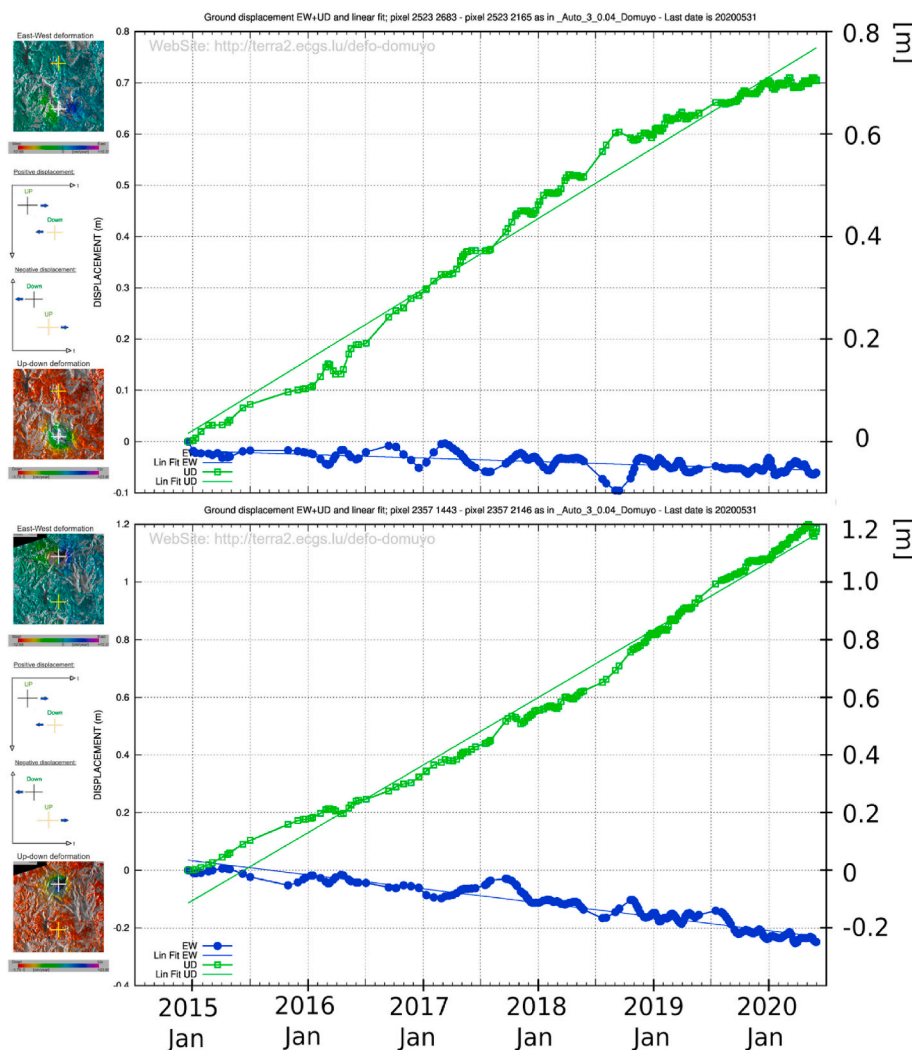 Ground displacement EW+UD and linear fit; pixel 2523 2683 - pixel 2523 2165 as in _Auto_3_0.04_Domuyo - Last date is 20200531
East-West deformation
WebSite: http://terra2.ecgs.lu/defo-domuyo
[m]
0.8
0.7
0.6
0.5
0.4
0.3
0.2
0.1
0
-0.1
DISPLACEMENT (m)
0.8
0.6
0.4
0.2
0
Positive displacement:
t
UP
Down
Negative displacement:
Down
UP
t
Up-down deformation
E
Lin Fit EW
UD
Lin Fit UD
Ground displacement EW+UD and linear fit; pixel 2357 1443 - pixel 2357 2146 as in _Auto_3_0.04_Domuyo - Last date is 20200531
East-West deformation
WebSite: http://terra2.ecgs.lu/defo-domuyo
[m]
1.2
1
0.8
0.6
0.4
0.2
0
-0.2
-0.4
DISPLACEMENT (m)
1.2
1.0
0.8
0.6
0.4
0.2
0
-0.2
Positive displacement:
t
UP
Down
Negative displacement:
Down
UP
t
Up-down deformation
EW
Lin Fit EW
UD
Lin Fit UD
2015 2016 2017 2018 2019 2020
Jan Jan Jan Jan Jan Jan